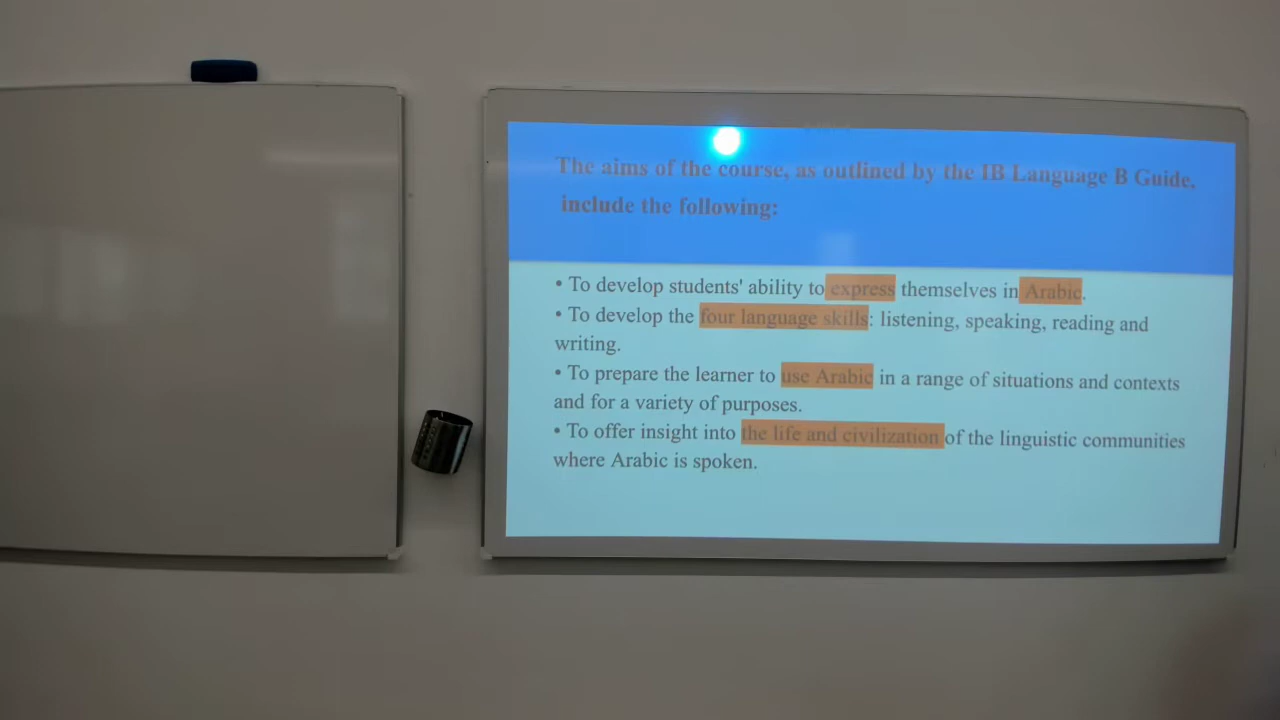 The aims of the course, as outlined by the IB Language B Guide,
include the following:
• To develop students' ability to express themselves in Arabic.
• To develop the four language skills: listening, speaking, reading and
writing.
• To prepare the learner to use Arabic in a range of situations and contexts
and for a variety of purposes.
• To offer insight into the life and civilization of the linguistic communities
where Arabic is spoken.